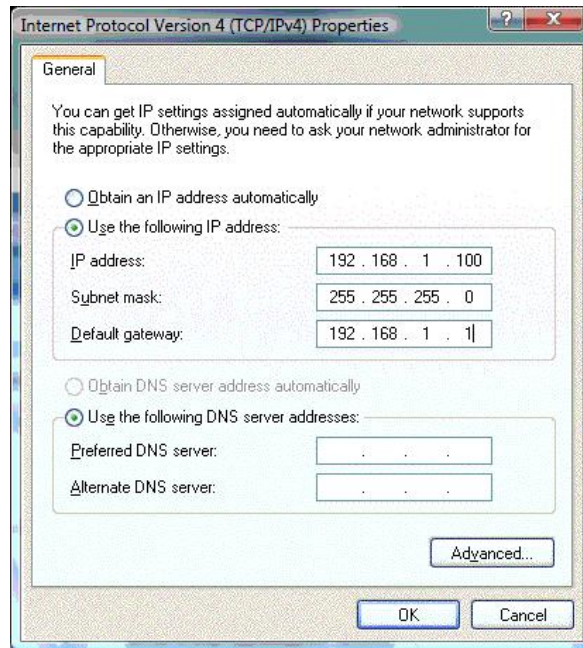 Internet Protocol Version 4 (TCP/IPv4) Properties
?
General
You can get IP settings assigned automatically if your network supports
this capability. Otherwise, you need to ask your network administrator for
the appropriate IP settings.
Obtain an IP address automatically
Use the following IP address:
IP address: 192 . 168 . 1 . 100
Subnet mask: 255 . 255 . 255 . 0
Default gateway: 192 . 168 . 1 . 1
Obtain DNS server address automatically
Use the following DNS server addresses:
Preferred DNS server: . . .
Alternate DNS server: . . .
Advanced...
OK Cancel